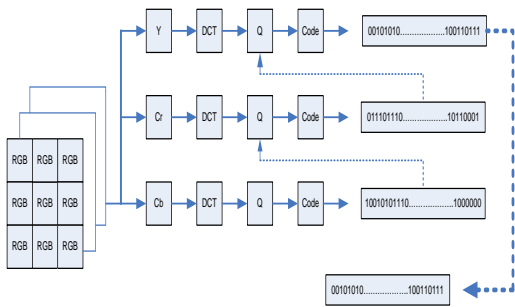 Y DCT Q Code 00101010....................100110111
Cr DCT Q Code 011101110....................10110001
RGB RGB RGB
RGB RGB RGB
Cb DCT Q Code 10010101110....................1000000
RGB RGB RGB
00101010....................100110111